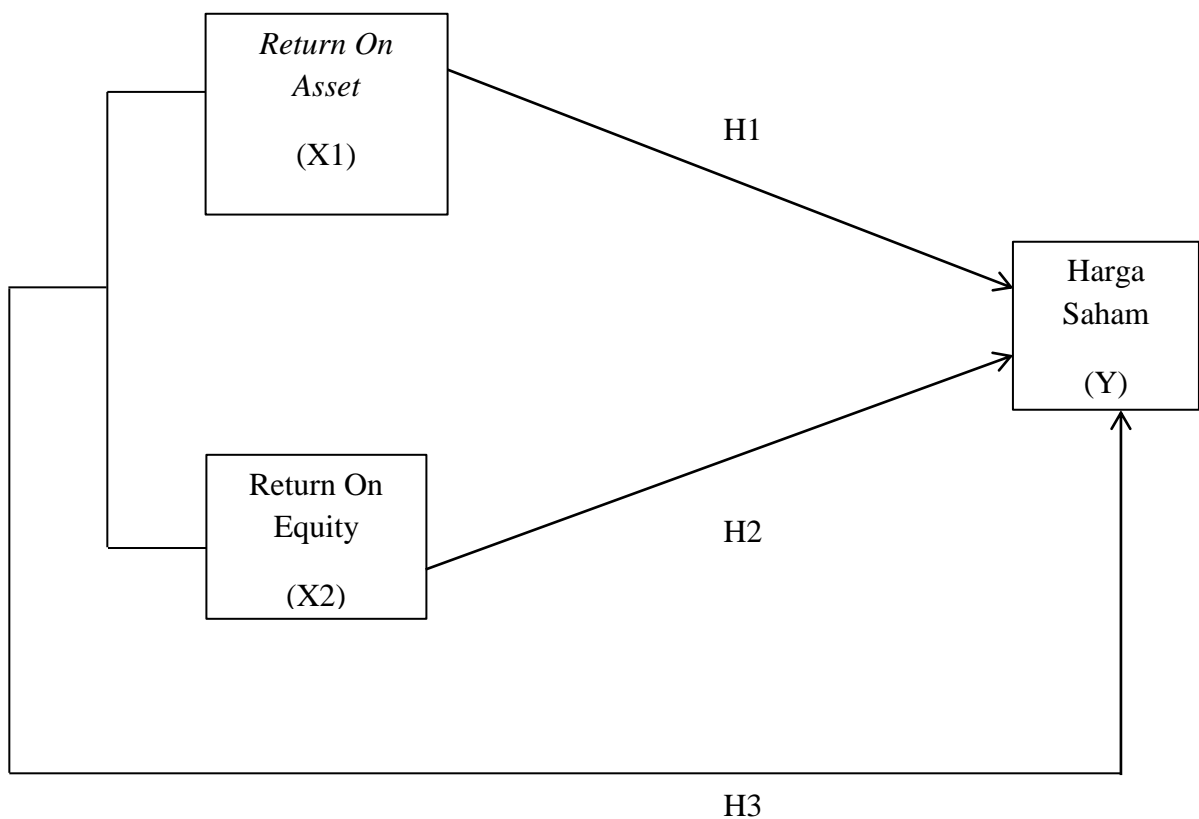 Return On
Asset
(X1)
H1
Harga
Saham
(Y)
Return On
Equity
(X2)
H2
H3